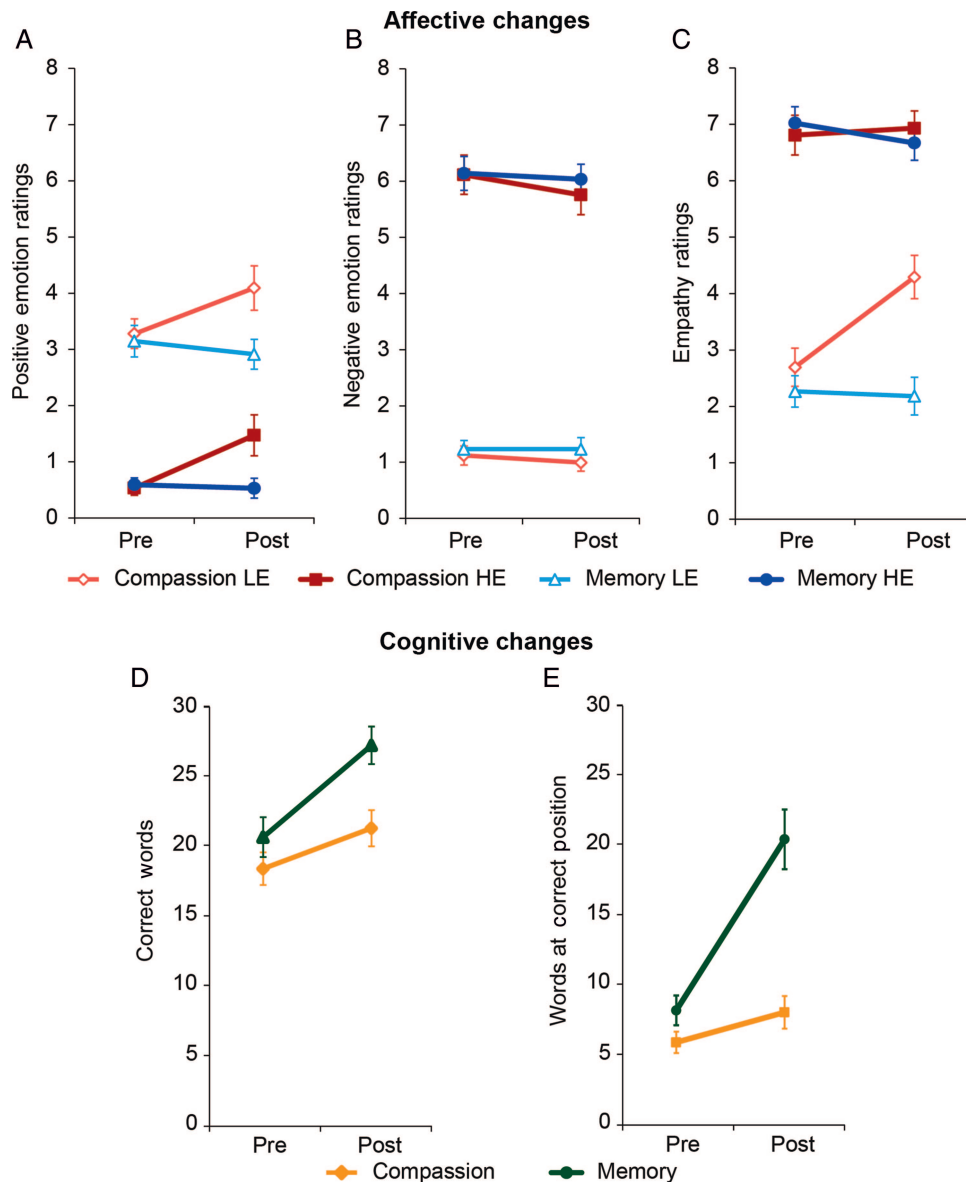 Affective changes
A
B
C
Positive emotion ratings
8
7
6
5
4
3
2
1
0
Pre Post
Negative emotion ratings
8
7
6
5
4
3
2
1
0
Pre Post
Empathy ratings
8
7
6
5
4
3
2
1
0
Pre Post
Compassion LE Compassion HE Memory LE Memory HE
Cognitive changes
D
E
Correct words
30
25
20
15
10
5
0
Pre Post
Words at correct position
30
25
20
15
10
5
0
Pre Post
Compassion Memory